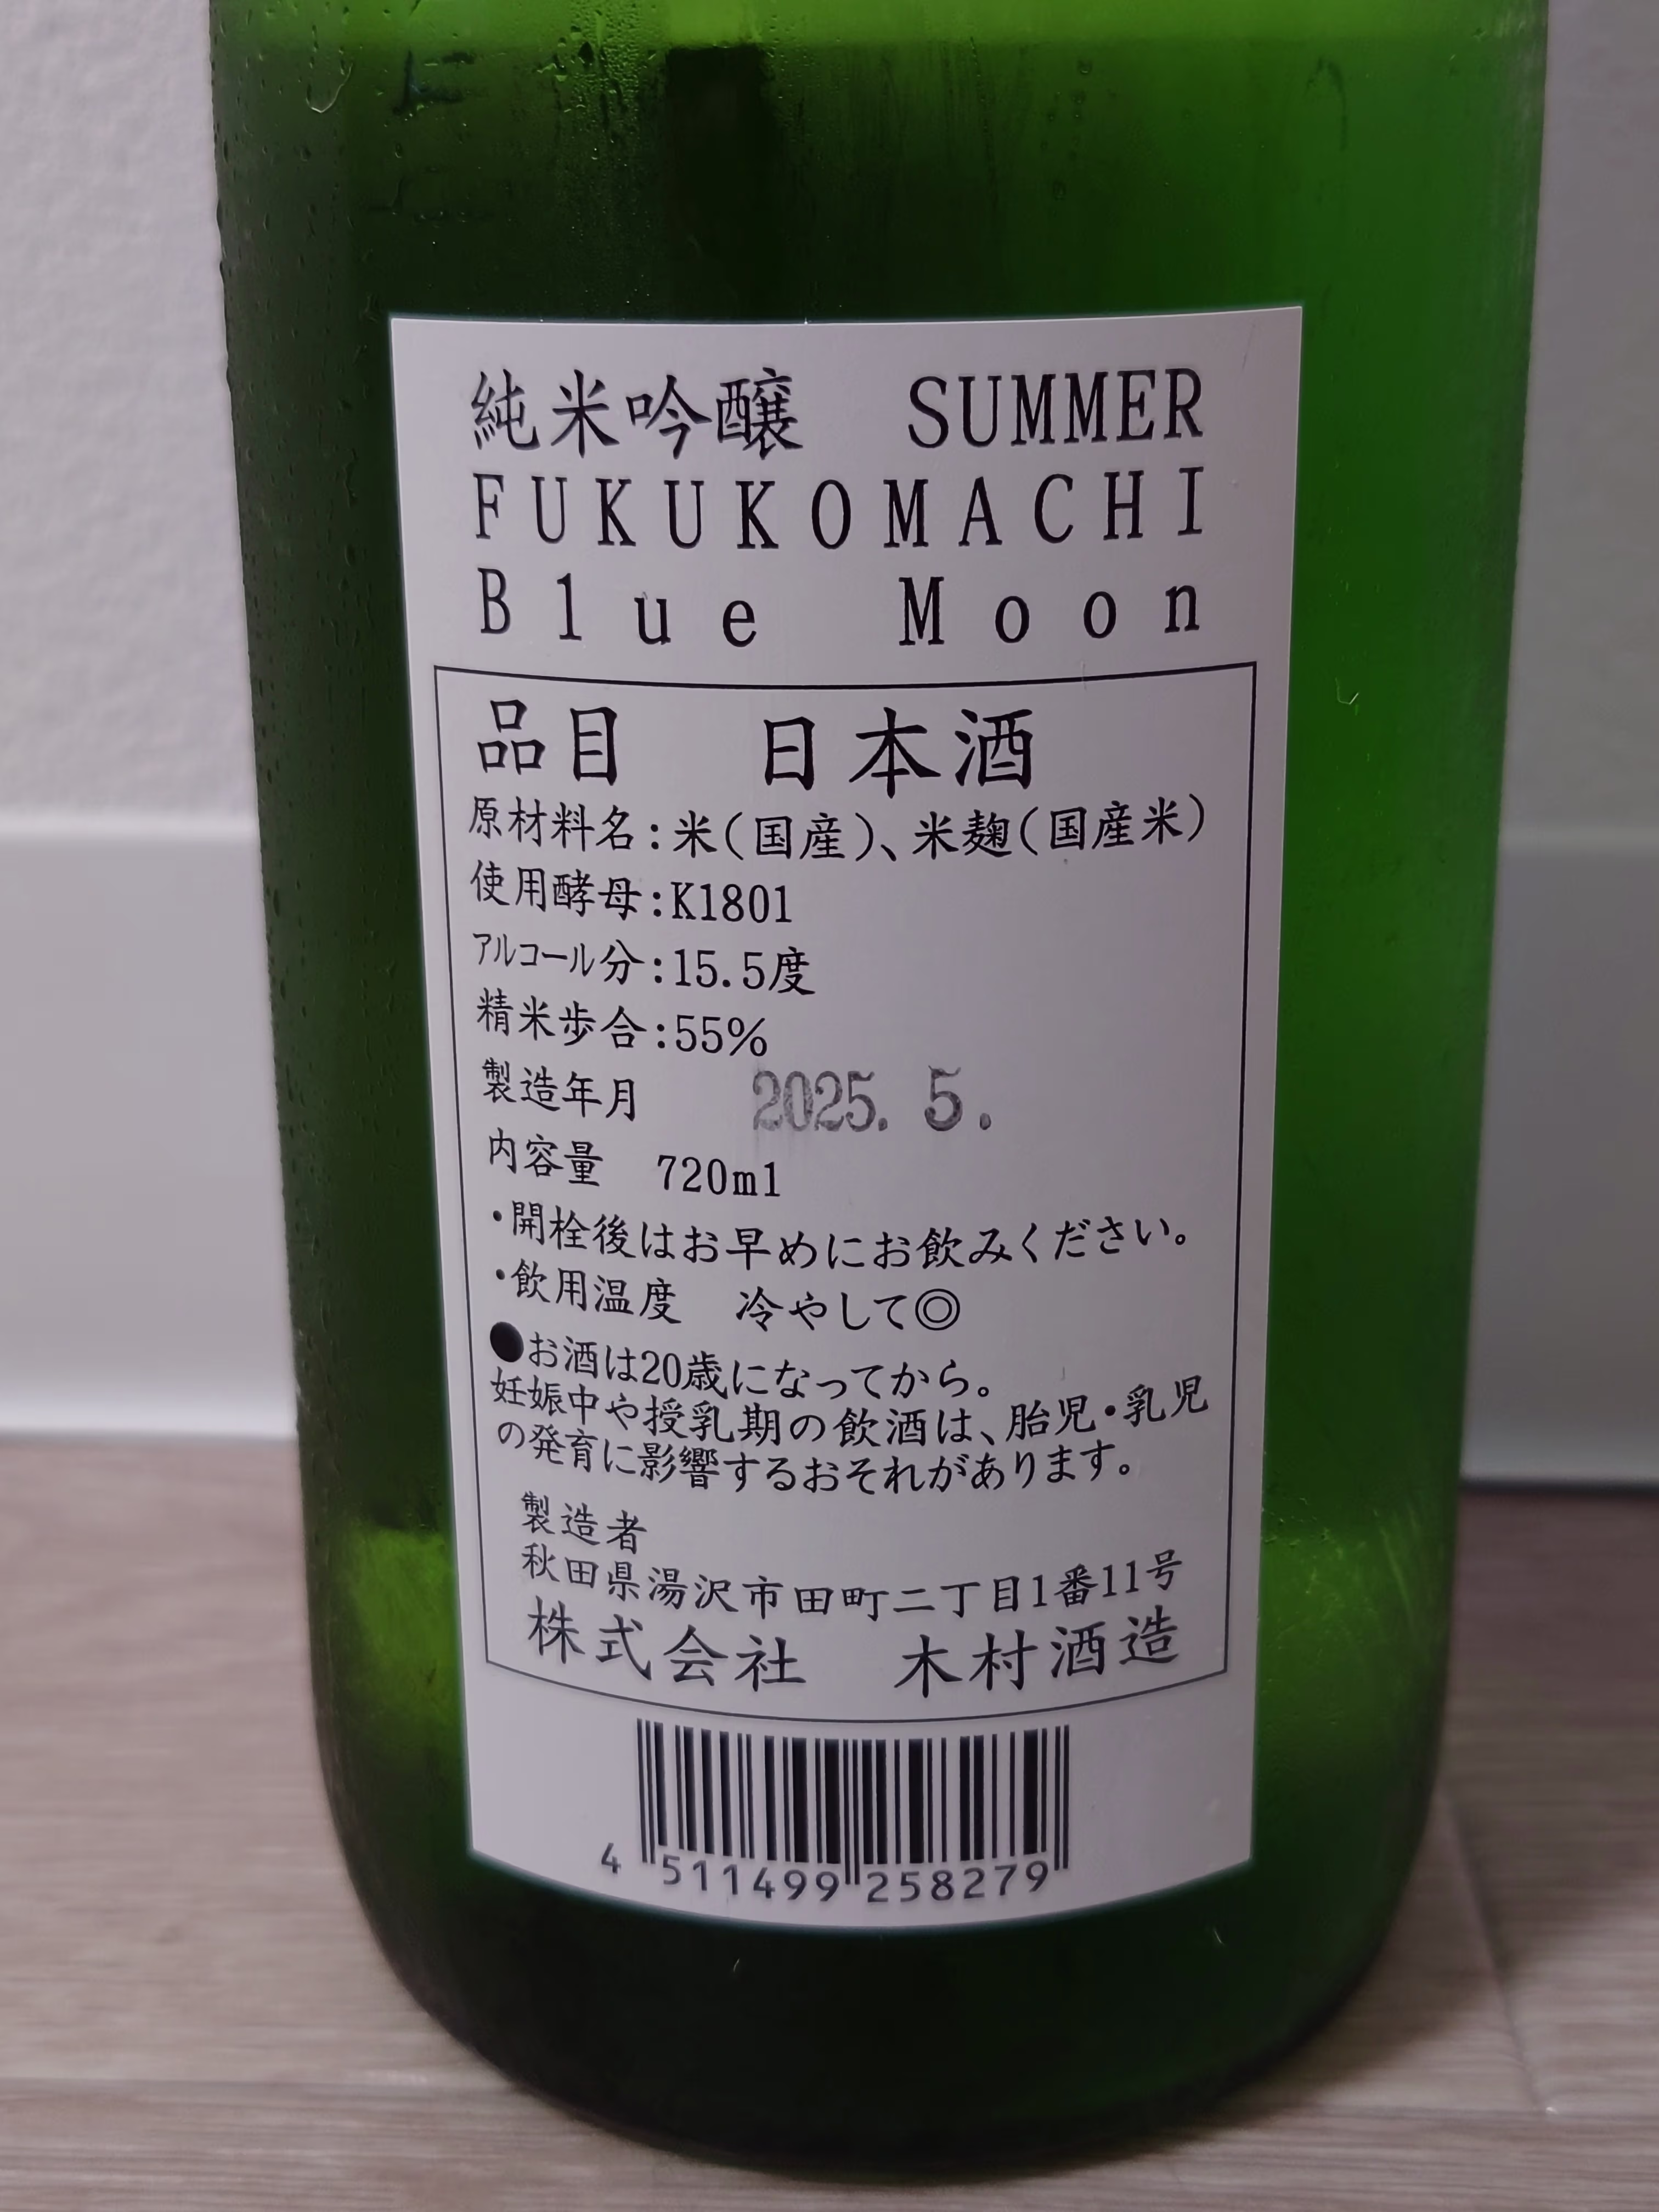 純米吟醸　SUMMER
FUKUKOMACHI
Blue　Moon
品目　日本酒
原材料名:米(国産)、米麹(国産米)
使用酵母:K1801
アルコール分:15.5度
精米歩合:55%
製造年月　2025. 5.
内容量　720ml
・開栓後はお早めにお飲みください。
・飲用温度　冷やして◎
●お酒は20歳になってから。
妊娠中や授乳期の飲酒は、胎児・乳児
の発育に影響するおそれがあります。
製造者
秋田県湯沢市田町二丁目1番11号
株式会社　木村酒造
4 511499 258279